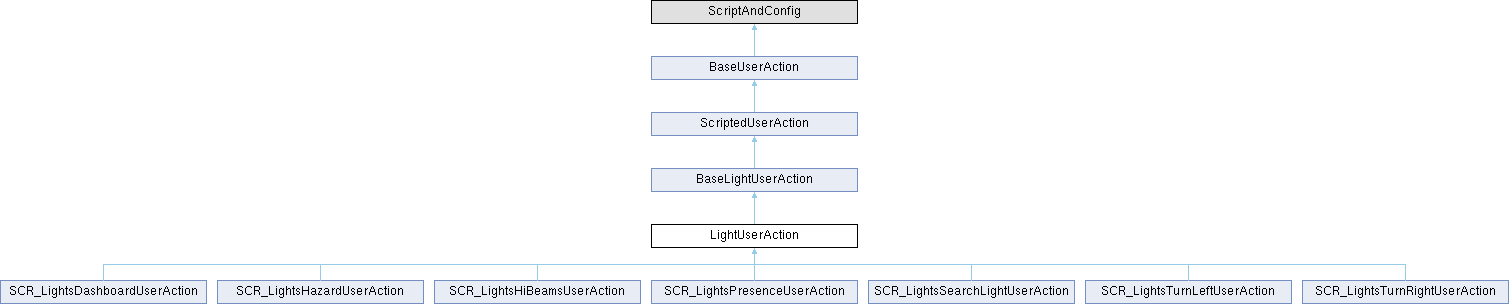 ScriptAndConfig
BaseUserAction
ScriptedUserAction
BaseLightUserAction
LightUserAction
SCR_LightsDashboardUserAction SCR_LightsHazardUserAction SCR_LightsHiBeamsUserAction SCR_LightsPresenceUserAction SCR_LightsSearchLightUserAction SCR_LightsTurnLeftUserAction SCR_LightsTurnRightUserAction